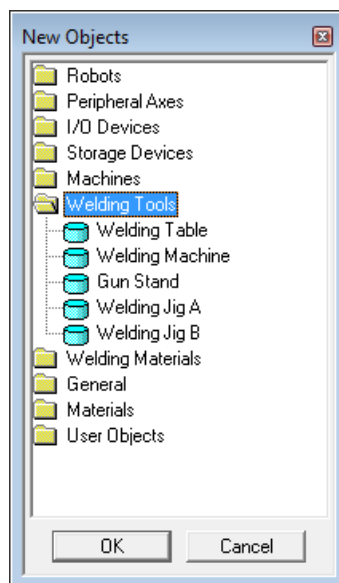 New Objects
Robots
Peripheral Axes
I/O Devices
Storage Devices
Machines
Welding Tools
Welding Table
Welding Machine
Gun Stand
Welding Jig A
Welding Jig B
Welding Materials
General
Materials
User Objects
OK Cancel